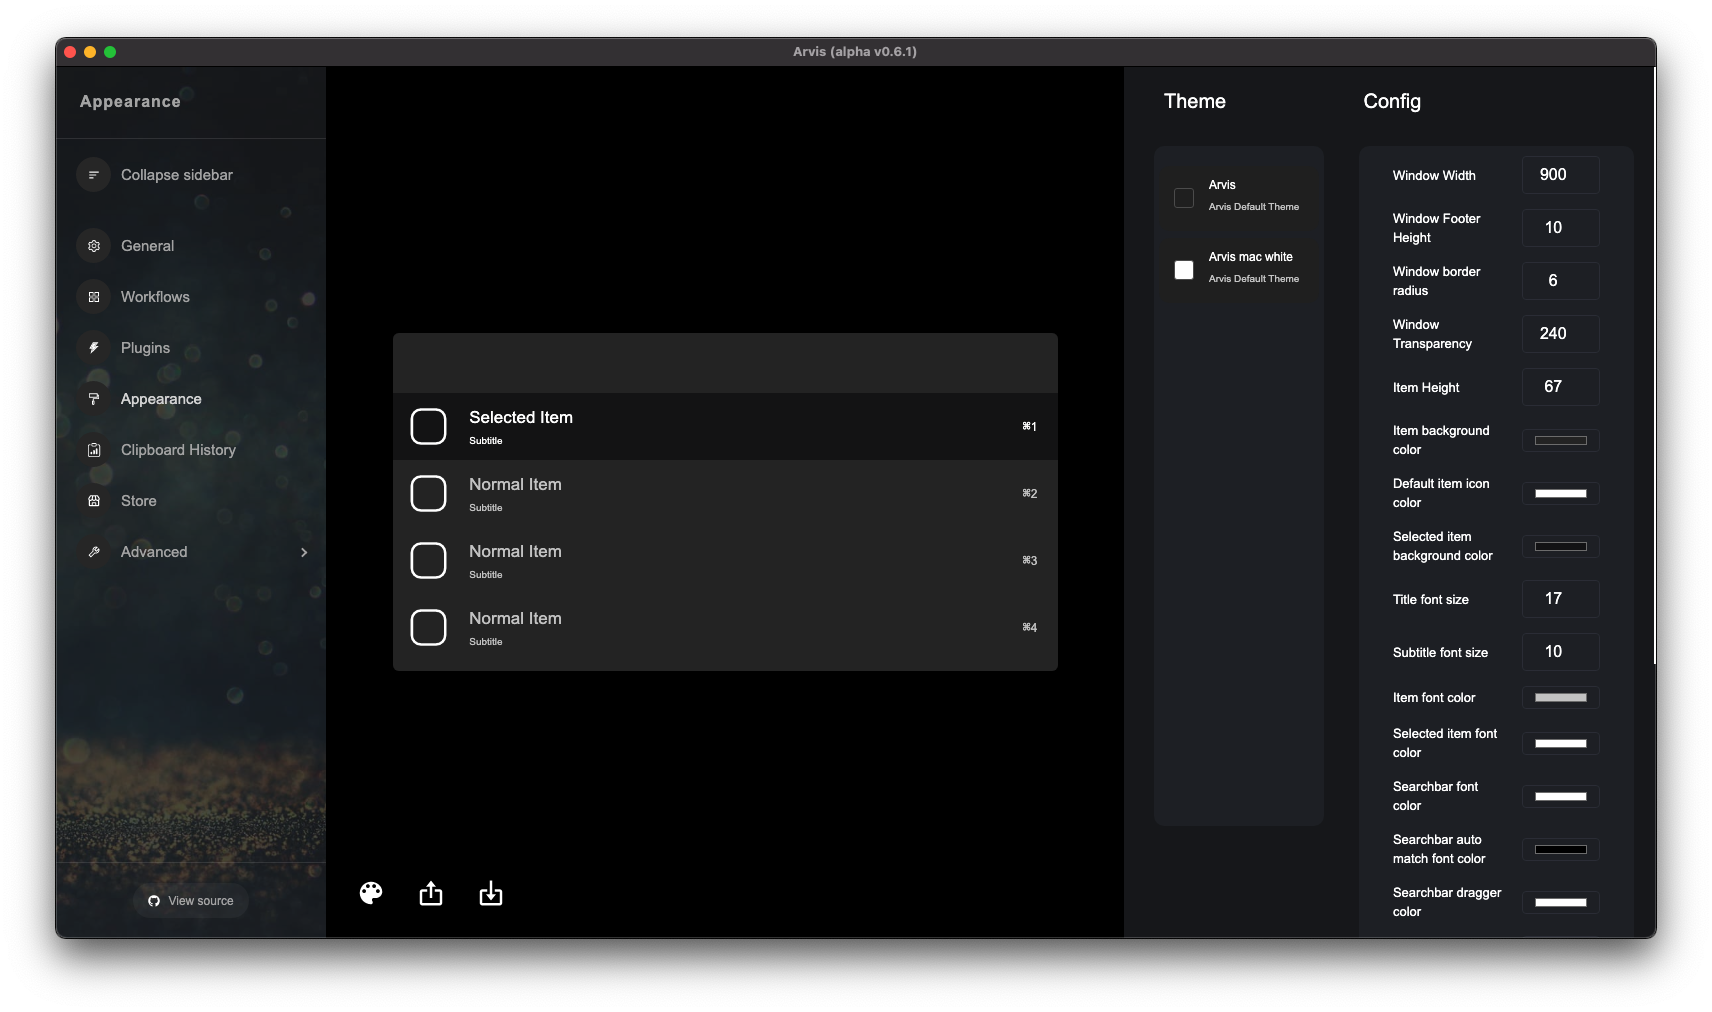 Arvis (alpha v0.6.1)
Appearance
Collapse sidebar
General
Workflows
Plugins
Appearance
Clipboard History
Store
Advanced
View source
Selected Item
Subtitle
⌘1
Normal Item
Subtitle
⌘2
Normal Item
Subtitle
⌘3
Normal Item
Subtitle
⌘4
Theme
Arvis
Arvis Default Theme
Arvis mac white
Arvis Default Theme
Config
Window Width
900
Window Footer
Height
10
Window border
radius
6
Window
Transparency
240
Item Height
67
Item background
color
Default item icon
color
Selected item
background color
Title font size
17
Subtitle font size
10
Item font color
Selected item font
color
Searchbar font
color
Searchbar auto
match font color
Searchbar dragger
color